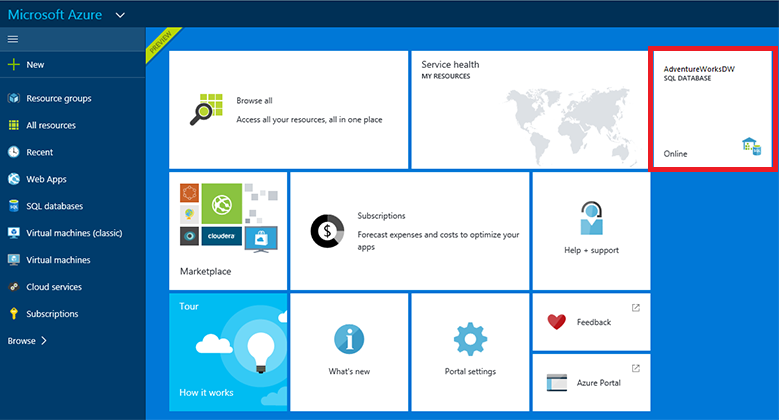 Microsoft Azure
PREVIEW
New
Resource groups
All resources
Recent
Web Apps
SQL databases
Virtual machines (classic)
Virtual machines
Cloud services
Subscriptions
Browse
Browse all
Access all your resources, all in one place
Service health
MY RESOURCES
AdventureWorksDW
SQL DATABASE
Online
cloudera
Marketplace
Subscriptions
Forecast expenses and costs to optimize your
apps
Help + support
Tour
How it works
What's new
Portal settings
Feedback
Azure Portal